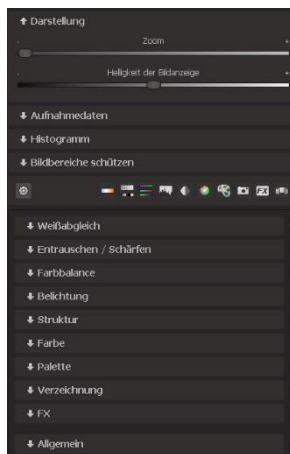 Darstellung
Zoom
- +
Helligkeit der Bildanzeige
- +
Aufnahmedaten
Histogramm
Bildbereiche schützen
FX
Weißabgleich
Entrauschen / Schärfen
Farbbalance
Belichtung
Struktur
Farbe
Palette
Verzeichnung
FX
Allgemein